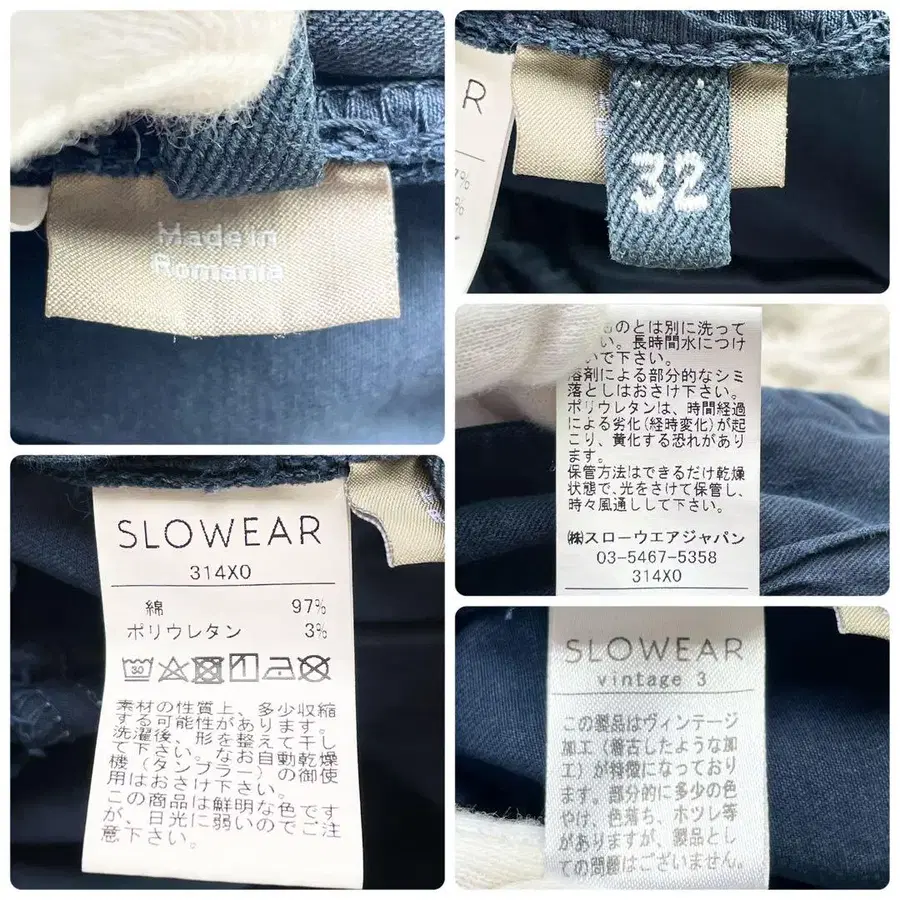 Made in
Romania
R
7%
%
32
ものとは別に洗って
い。長時間水につけ
いで下さい。
溶剤による部分的なシミ
落としはおさけ下さい。
ポリウレタンは、時間経過
による劣化(経時変化)が起
こり、黄化する恐れがあり
ます。
保管方法はできるだけ乾燥
状態で、光をさけて保管し、
時々風通しして下さい。
㈱スローウエアジャパン
03-5467-5358
314X0
SLOWEAR
314X0
綿 97%
ポリウレタン 3%
30
素材の性質上、多少収縮
する可能性があります。
洗濯後、形を整えて干し
て下さい。なお自動乾燥
機(タンブラー)の御使
用はおさけ下さい。
この商品は鮮明な色です
が、日光に弱いのでご注
意下さい。
SLOWEAR
vintage 3
この製品はヴィンテージ
加工(着古したような加
工)が特徴になっており
ます。部分的に多少の色
やけ、色落ち、ホツレ等
がありますが、製品とし
ての問題はございません。